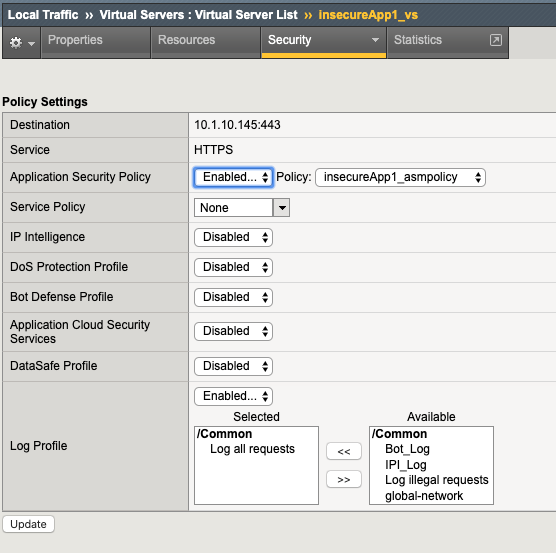 Local Traffic ›› Virtual Servers : Virtual Server List ›› insecureApp1_vs
Properties Resources Security Statistics
Policy Settings
Destination 10.1.10.145:443
Service HTTPS
Application Security Policy Enabled... Policy: insecureApp1_asmpolicy
Service Policy None
IP Intelligence Disabled
DoS Protection Profile Disabled
Bot Defense Profile Disabled
Application Cloud Security
Services Disabled
DataSafe Profile Disabled
Log Profile Enabled...
Selected Available
/Common /Common
Log all requests Bot_Log
<< IPI_Log
>> Log illegal requests
global-network
Update